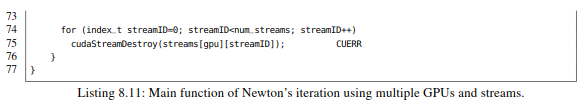 73
74 for (index_t streamID=0; streamID<num_streams; streamID++)
75 cudaStreamDestroy(streams[gpu][streamID]); CUERR
76 }
77 }
Listing 8.11: Main function of Newton's iteration using multiple GPUs and streams.